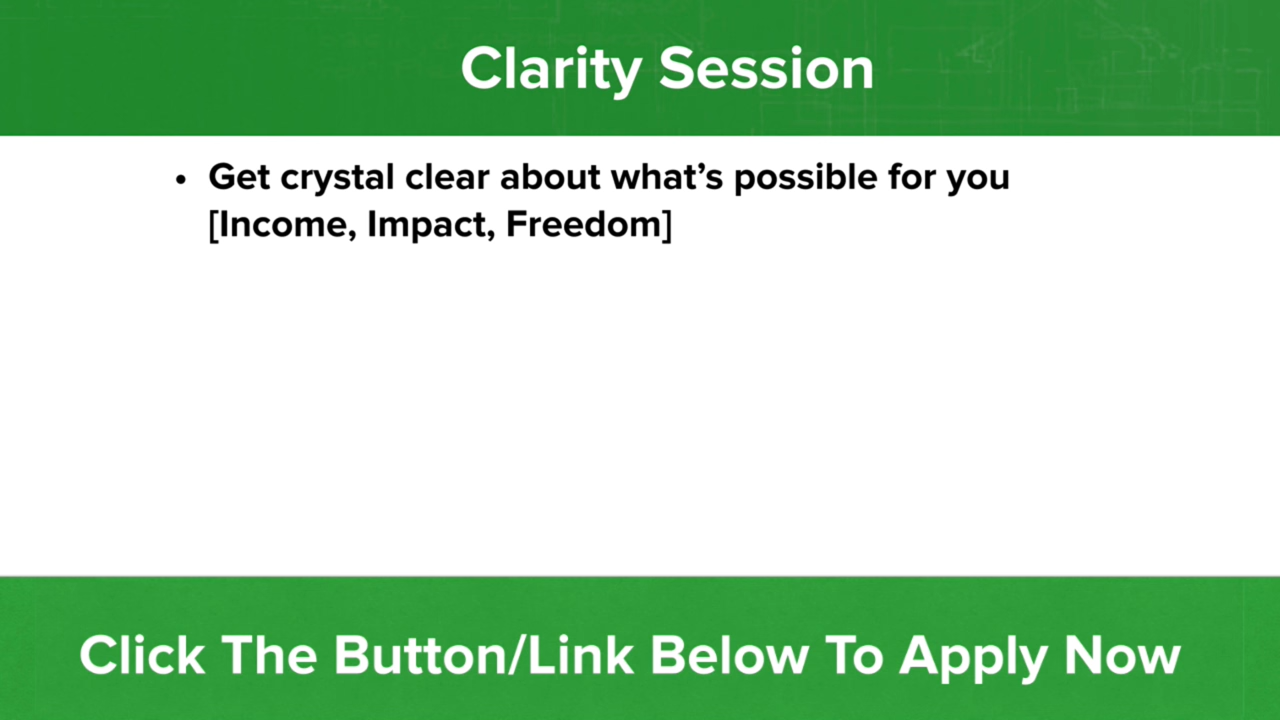 Clarity Session
• Get crystal clear about what’s possible for you
[Income, Impact, Freedom]
Click The Button/Link Below To Apply Now